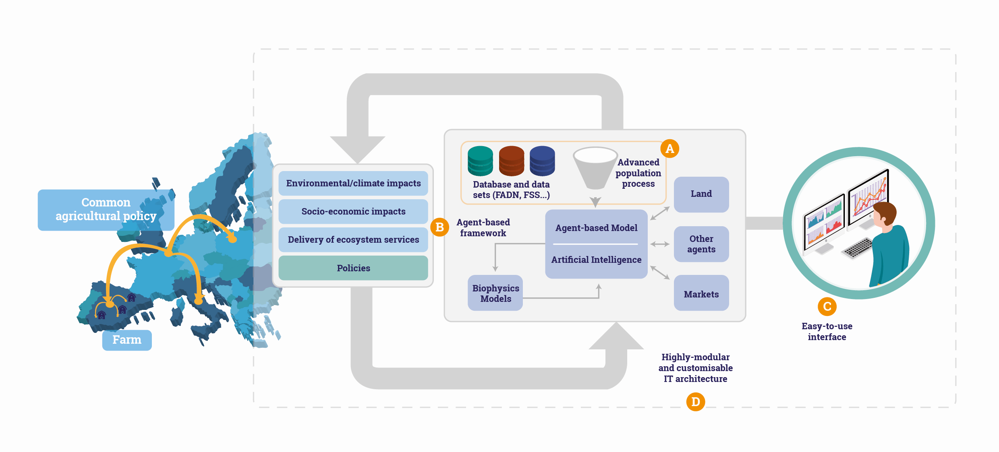 Common
agricultural policy
Farm
Environmental/climate impacts
Socio-economic impacts
Delivery of ecosystem services
Policies
A
Database and data
sets (FADN, FSS...)
Advanced
population
process
B
Agent-based
framework
Agent-based Model
Artificial Intelligence
Biophysics
Models
Land
Other
agents
Markets
C
Easy-to-use
interface
Highly-modular
and customisable
IT architecture
D